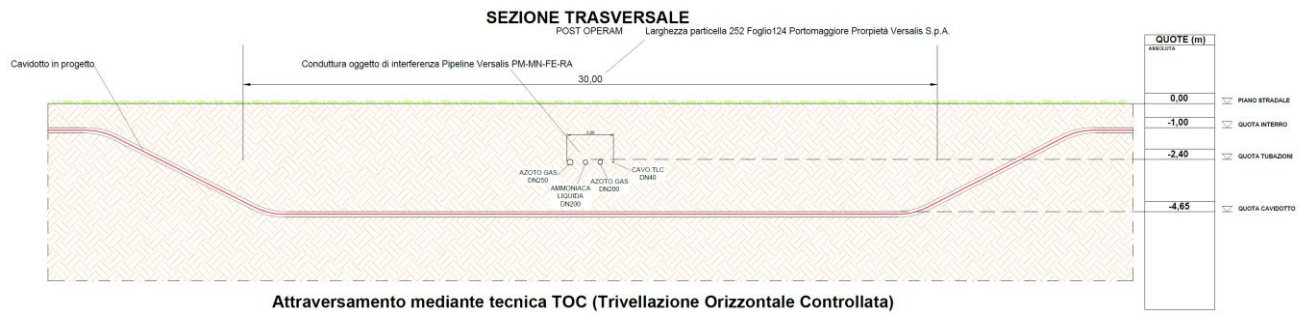 SEZIONE TRASVERSALE
POST OPERAM
Larghezza particella 252 Foglio124 Portomaggiore Prorpietà Versalis S.p.A.
QUOTE (m)
ASSOLUTA
Cavidotto in progetto
Conduttura oggetto di interferenza Pipeline Versalis PM-MN-FE-RA
30,00
0,00
PIANO STRADALE
-1,00
QUOTA INTERRO
-2,40
QUOTA TUBAZIONI
AZOTO GAS
DN250
AMMONIACA
LIQUIDA
DN200
AZOTO GAS
DN200
CAVO TLC
DN40
-4,65
QUOTA CAVIDOTTO
Attraversamento mediante tecnica TOC (Trivellazione Orizzontale Controllata)